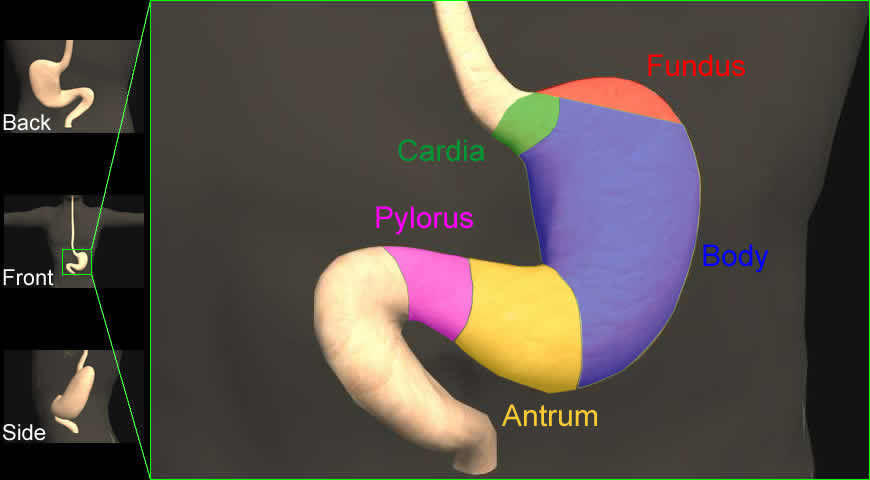 Back
Front
Side
Fundus
Cardia
Pylorus
Body
Antrum